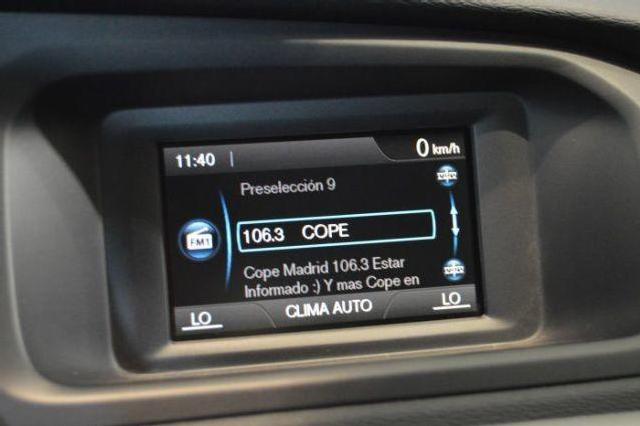 11:40
0 km/h
Preselección 9
FM1
106.3 COPE
Cope Madrid 106.3 Estar
Informado :) Y mas Cope en
LO CLIMA AUTO LO